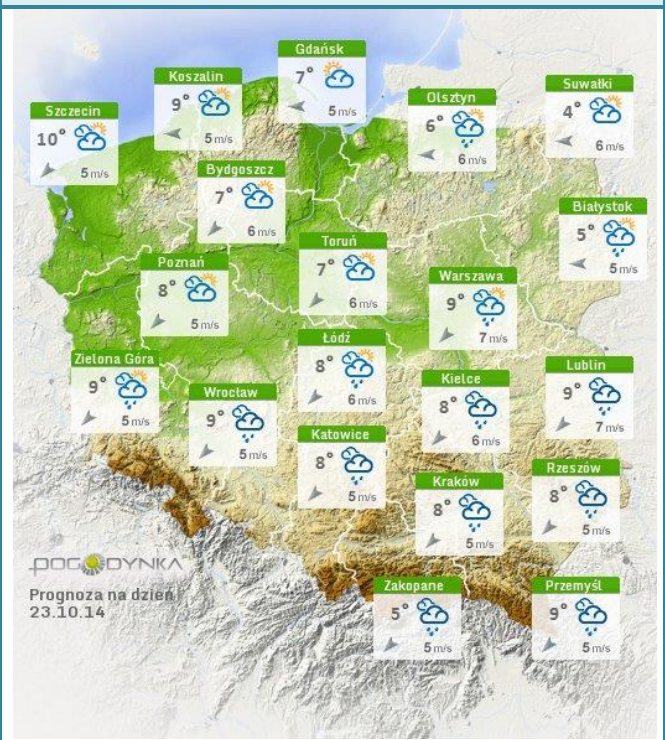 Gdańsk
7°
5 m/s
Koszalin
9°
5 m/s
Suwałki
4°
6 m/s
Olsztyn
6°
6 m/s
Szczecin
10°
5 m/s
Bydgoszcz
7°
6 m/s
Białystok
5°
5 m/s
Toruń
7°
6 m/s
Poznań
8°
5 m/s
Warszawa
9°
7 m/s
Łódź
8°
6 m/s
Zielona Góra
9°
5 m/s
Lublin
9°
7 m/s
Kielce
8°
6 m/s
Wrocław
9°
5 m/s
Katowice
8°
5 m/s
Rzeszów
8°
5 m/s
Kraków
8°
5 m/s
POGODYNKA
Prognoza na dzień
23.10.14
Zakopane
5°
5 m/s
Przemyśl
9°
5 m/s